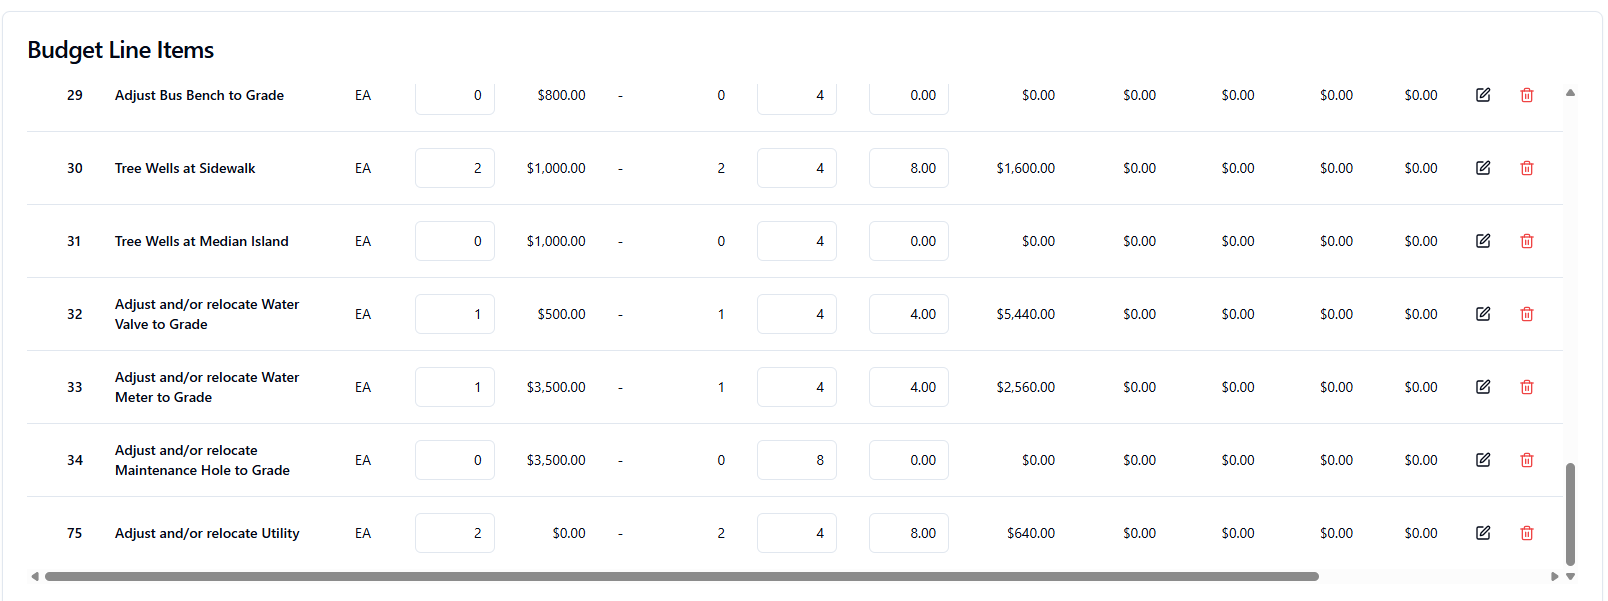 Budget Line Items
29 Adjust Bus Bench to Grade EA 0 $800.00 - 0 4 0.00 $0.00 $0.00 $0.00 $0.00 $0.00
30 Tree Wells at Sidewalk EA 2 $1,000.00 - 2 4 8.00 $1,600.00 $0.00 $0.00 $0.00 $0.00
31 Tree Wells at Median Island EA 0 $1,000.00 - 0 4 0.00 $0.00 $0.00 $0.00 $0.00 $0.00
Adjust and/or relocate Water
32 Valve to Grade EA 1 $500.00 - 1 4 4.00 $5,440.00 $0.00 $0.00 $0.00 $0.00
Adjust and/or relocate Water
33 Meter to Grade EA 1 $3,500.00 - 1 4 4.00 $2,560.00 $0.00 $0.00 $0.00 $0.00
Adjust and/or relocate
34 Maintenance Hole to Grade EA 0 $3,500.00 - 0 8 0.00 $0.00 $0.00 $0.00 $0.00 $0.00
75 Adjust and/or relocate Utility EA 2 $0.00 - 2 4 8.00 $640.00 $0.00 $0.00 $0.00 $0.00